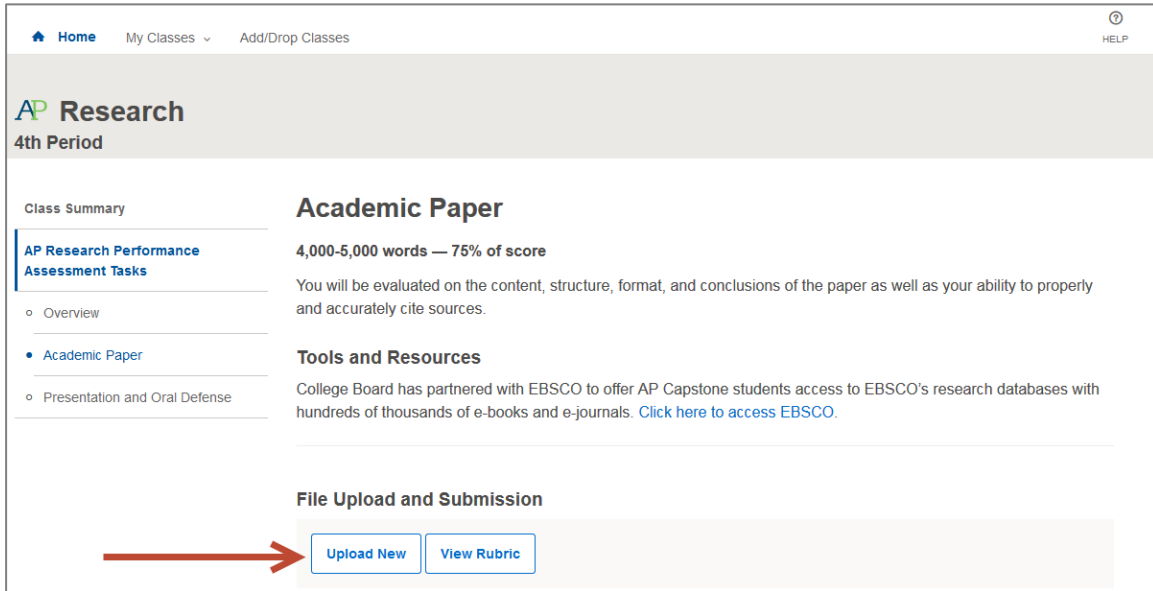 Home My Classes Add/Drop Classes
HELP
AP Research
4th Period
Class Summary
AP Research Performance
Assessment Tasks
Overview
Academic Paper
Presentation and Oral Defense
Academic Paper
4,000-5,000 words — 75% of score
You will be evaluated on the content, structure, format, and conclusions of the paper as well as your ability to properly
and accurately cite sources.
Tools and Resources
College Board has partnered with EBSCO to offer AP Capstone students access to EBSCO's research databases with
hundreds of thousands of e-books and e-journals. Click here to access EBSCO.
File Upload and Submission
Upload New View Rubric